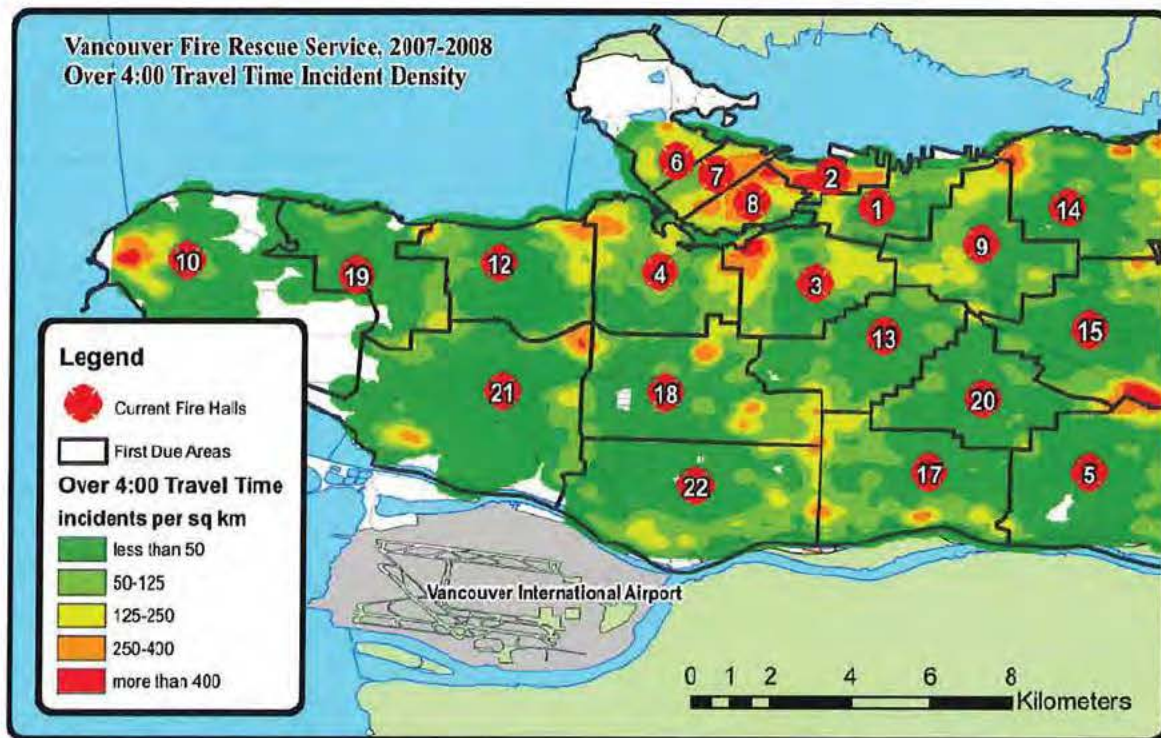 Vancouver Fire Rescue Service, 2007-2008
Over 4:00 Travel Time Incident Density
6
7
2
8
1
14
9
10
19
12
4
3
13
15
21
18
20
22
17
5
Legend
Current Fire Halls
First Due Areas
Over 4:00 Travel Time
incidents per sq km
less than 50
50-125
125-250
250-400
more than 400
Vancouver International Airport
0 1 2 4 6 8
Kilometers